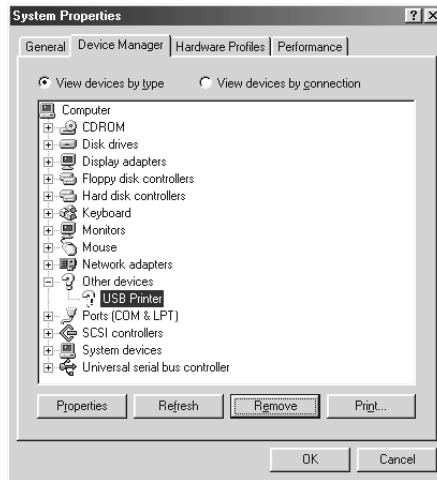 System Properties
General Device Manager Hardware Profiles Performance
View devices by type View devices by connection
Computer
CDROM
Disk drives
Display adapters
Floppy disk controllers
Hard disk controllers
Keyboard
Monitors
Mouse
Network adapters
Other devices
USB Printer
Ports (COM & LPT)
SCSI controllers
System devices
Universal serial bus controller
Properties Refresh Remove Print...
OK Cancel